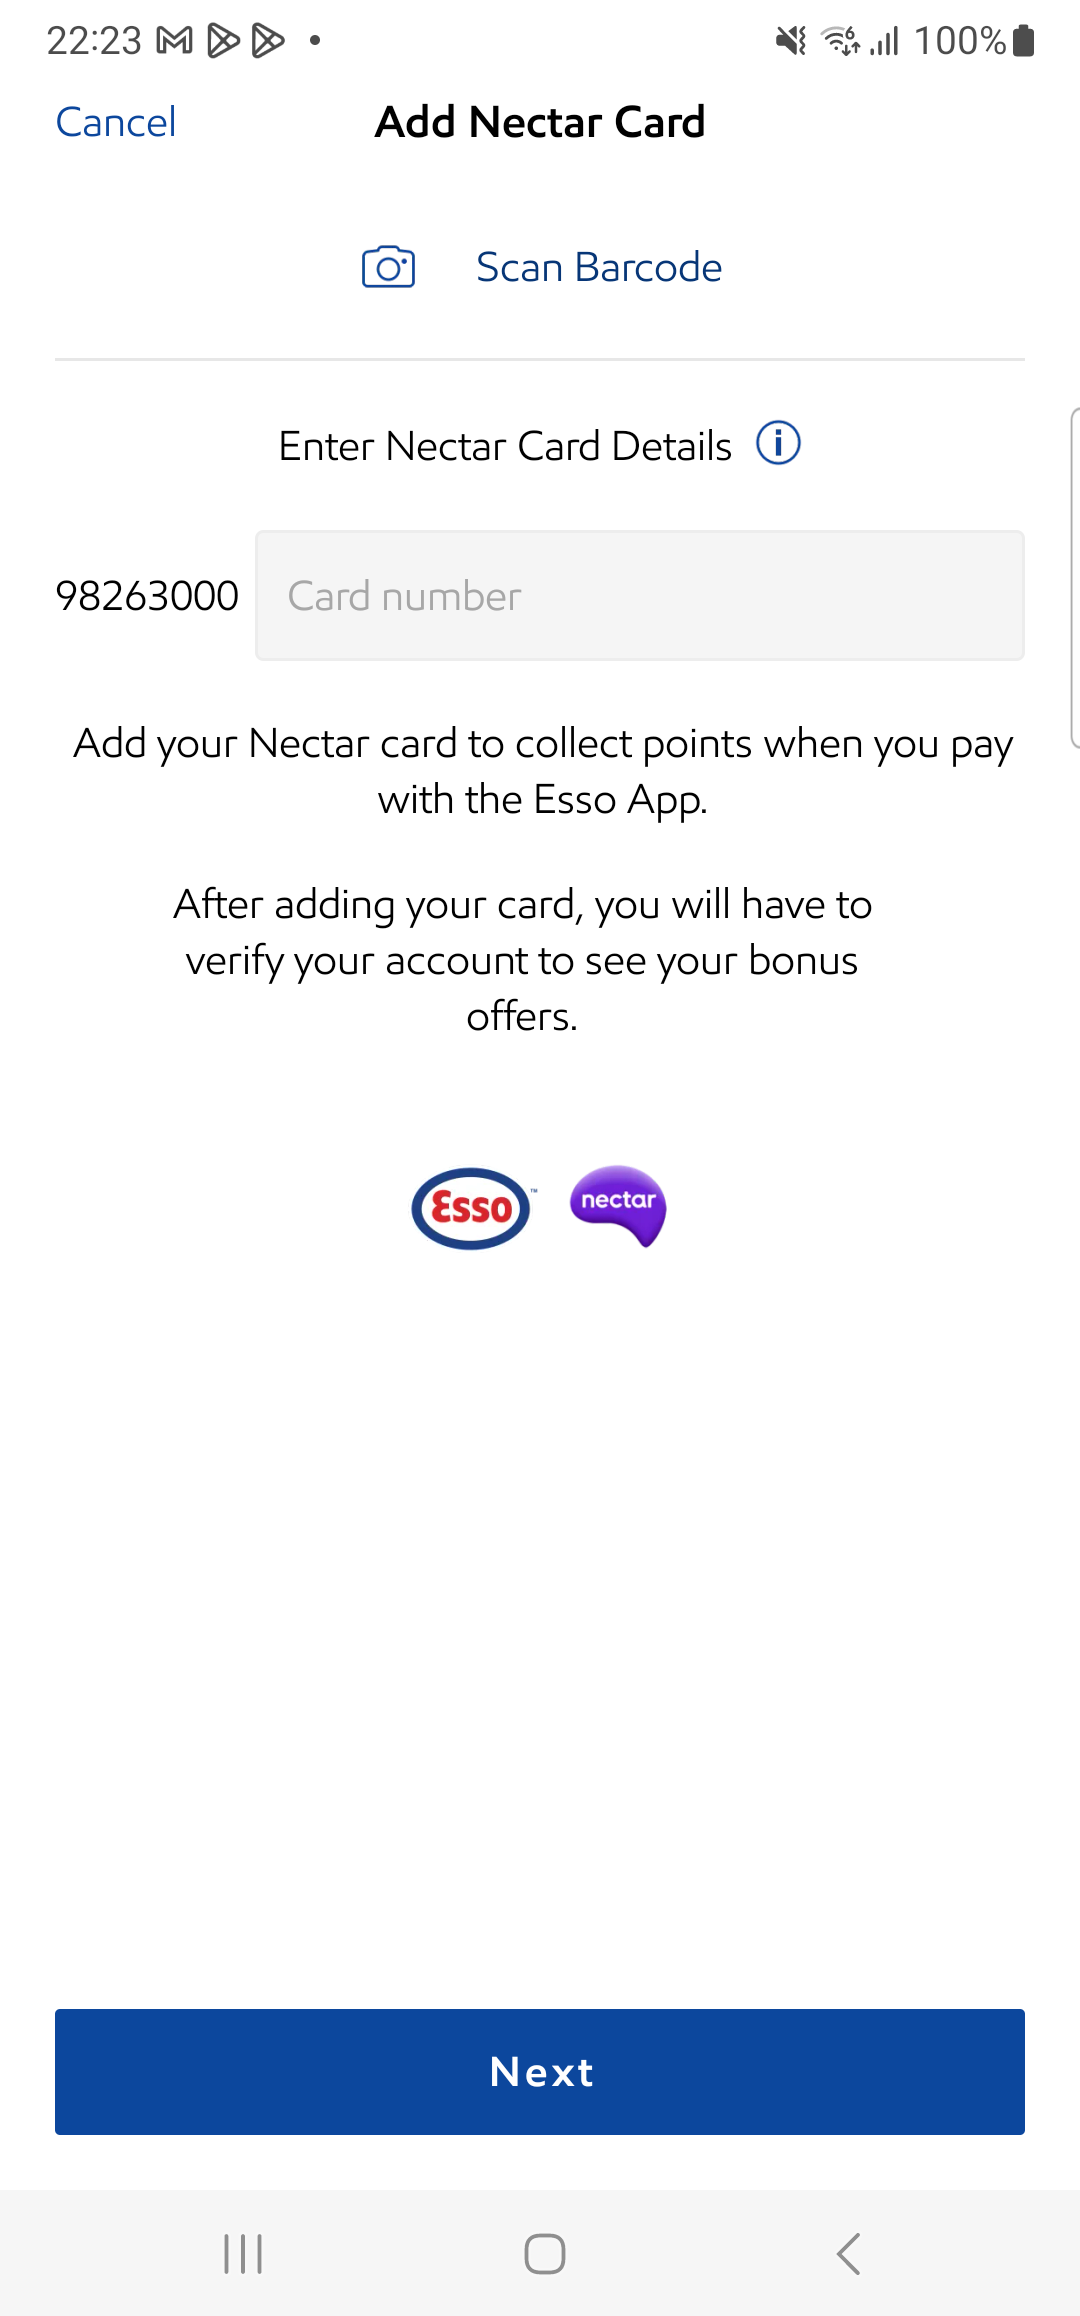 22:23
100%
Cancel
Add Nectar Card
Scan Barcode
Enter Nectar Card Details
98263000
Card number
Add your Nectar card to collect points when you pay
with the Esso App.
After adding your card, you will have to
verify your account to see your bonus
offers.
Esso™
nectar
Next